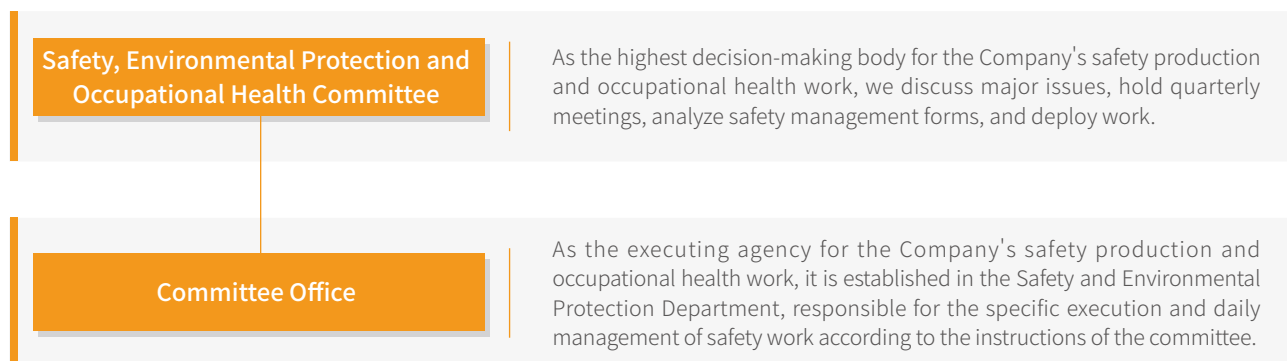 Safety, Environmental Protection and
Occupational Health Committee
As the highest decision-making body for the Company's safety production
and occupational health work, we discuss major issues, hold quarterly
meetings, analyze safety management forms, and deploy work.
Committee Office
As the executing agency for the Company's safety production and
occupational health work, it is established in the Safety and Environmental
Protection Department, responsible for the specific execution and daily
management of safety work according to the instructions of the committee.